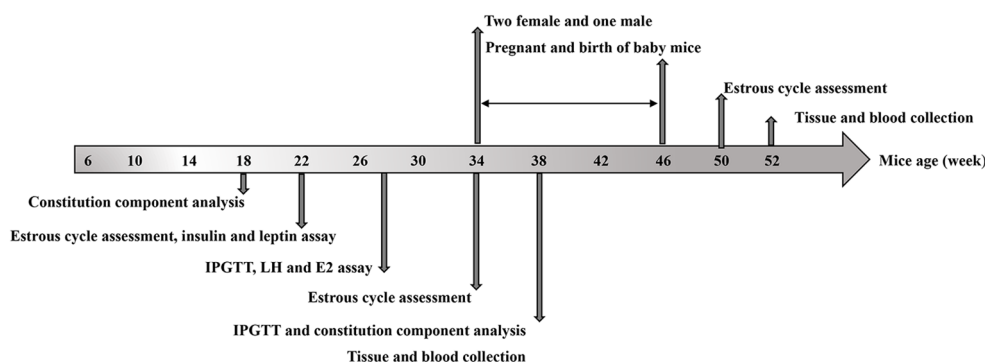 Two female and one male
Pregnant and birth of baby mice
Estrous cycle assessment
Tissue and blood collection
6 10 14 18 22 26 30 34 38 42 46 50 52 Mice age (week)
Constitution component analysis
Estrous cycle assessment, insulin and leptin assay
IPGTT, LH and E2 assay
Estrous cycle assessment
IPGTT and constitution component analysis
Tissue and blood collection